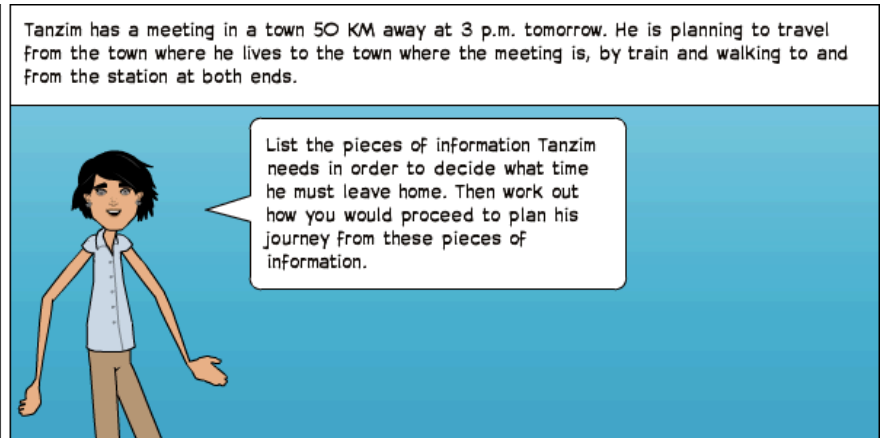 Tanzim has a meeting in a town 50 KM away at 3 p.m. tomorrow. He is planning to travel
from the town where he lives to the town where the meeting is, by train and walking to and
from the station at both ends.
List the pieces of information Tanzim
needs in order to decide what time
he must leave home. Then work out
how you would proceed to plan his
journey from these pieces of
information.